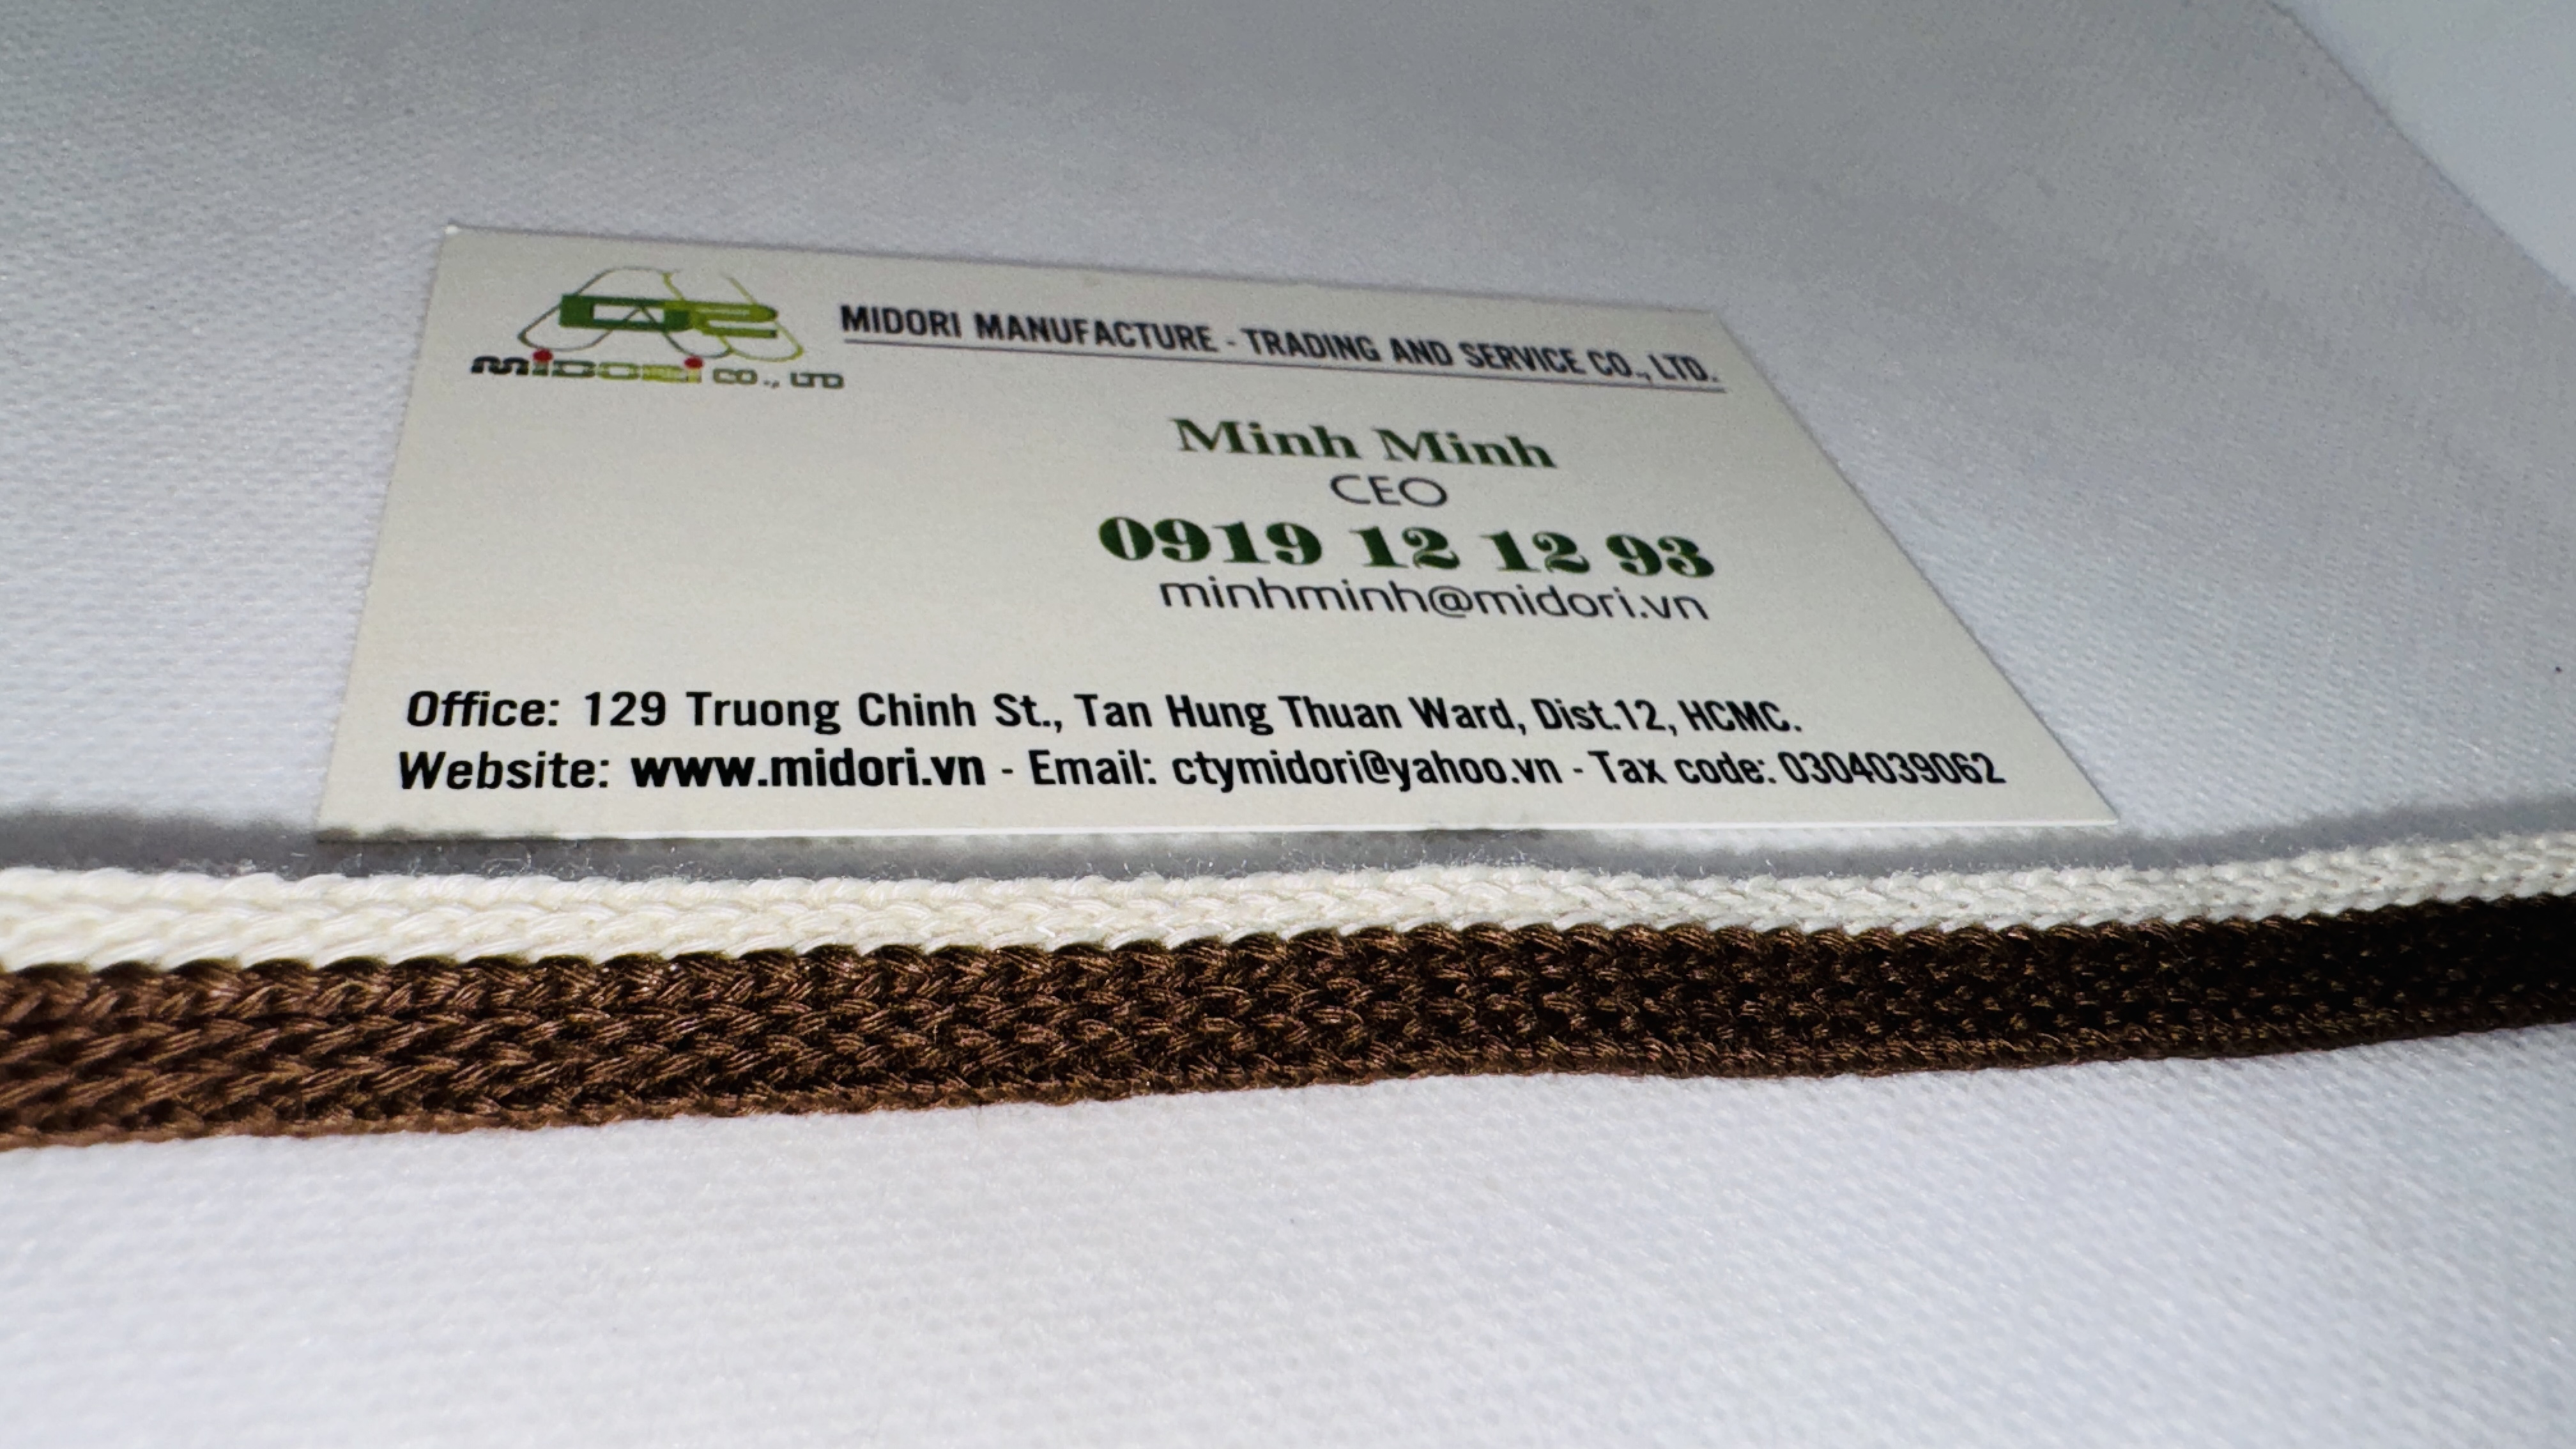 MIDORI CO., LTD
MIDORI MANUFACTURE - TRADING AND SERVICE CO., LTD.
Minh Minh
CEO
0919 12 12 93
minhminh@midori.vn
Office: 129 Truong Chinh St., Tan Hung Thuan Ward, Dist.12, HCMC.
Website: www.midori.vn - Email: ctymidori@yahoo.vn - Tax code: 0304039062